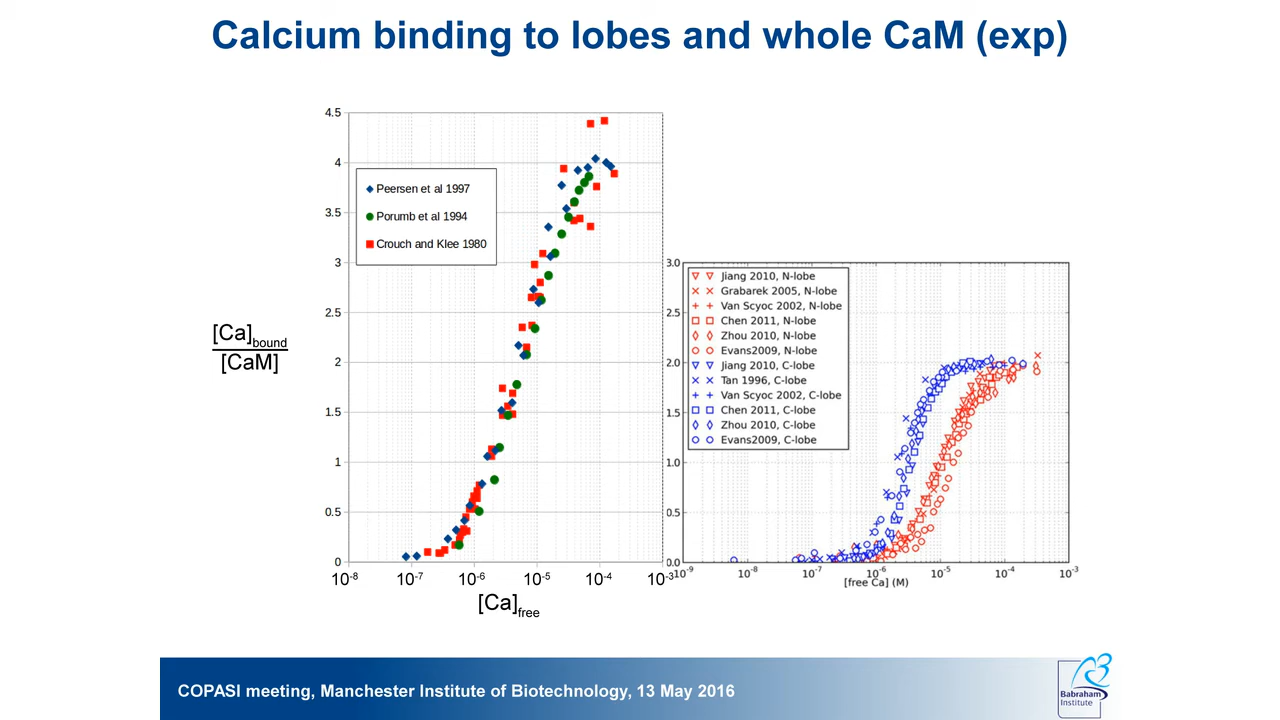 Calcium binding to lobes and whole CaM (exp)
4.5
4
3.5
3
2.5
2
1.5
1
0.5
0
Peersen et al 1997
Porumb et al 1994
Crouch and Klee 1980
[Ca]bound
[CaM]
10-8
10-7
10-6
10-5
10-4
10-3
[Ca]free
3.0
2.5
2.0
1.5
1.0
0.5
0.0
Jiang 2010, N-lobe
Grabarek 2005, N-lobe
Van Scyoc 2002, N-lobe
Chen 2011, N-lobe
Zhou 2010, N-lobe
Evans2009, N-lobe
Jiang 2010, C-lobe
Tan 1996, C-lobe
Van Scyoc 2002, C-lobe
Chen 2011, C-lobe
Zhou 2010, C-lobe
Evans2009, C-lobe
10-9
10-8
10-7
10-6
10-5
10-4
10-3
[free Ca] (M)
COPASI meeting, Manchester Institute of Biotechnology, 13 May 2016
Babraham
Institute